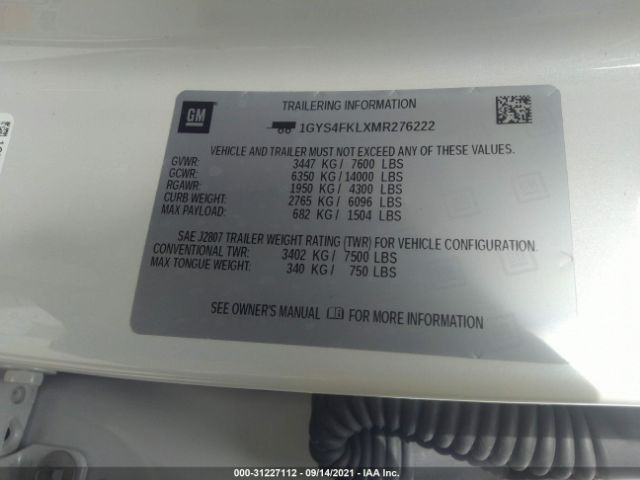 GM
TRAILERING INFORMATION
1GYS4FKLXMR276222
VEHICLE AND TRAILER MUST NOT EXCEED ANY OF THESE VALUES.
GVWR: 3447 KG / 7600 LBS
GCWR: 6350 KG / 14000 LBS
RGAWR: 1950 KG / 4300 LBS
CURB WEIGHT: 2765 KG / 6096 LBS
MAX PAYLOAD: 682 KG / 1504 LBS
SAE J2807 TRAILER WEIGHT RATING (TWR) FOR VEHICLE CONFIGURATION.
CONVENTIONAL TWR: 3402 KG / 7500 LBS
MAX TONGUE WEIGHT: 340 KG / 750 LBS
SEE OWNER'S MANUAL FOR MORE INFORMATION
000-31227112 - 09/14/2021 - IAA Inc.